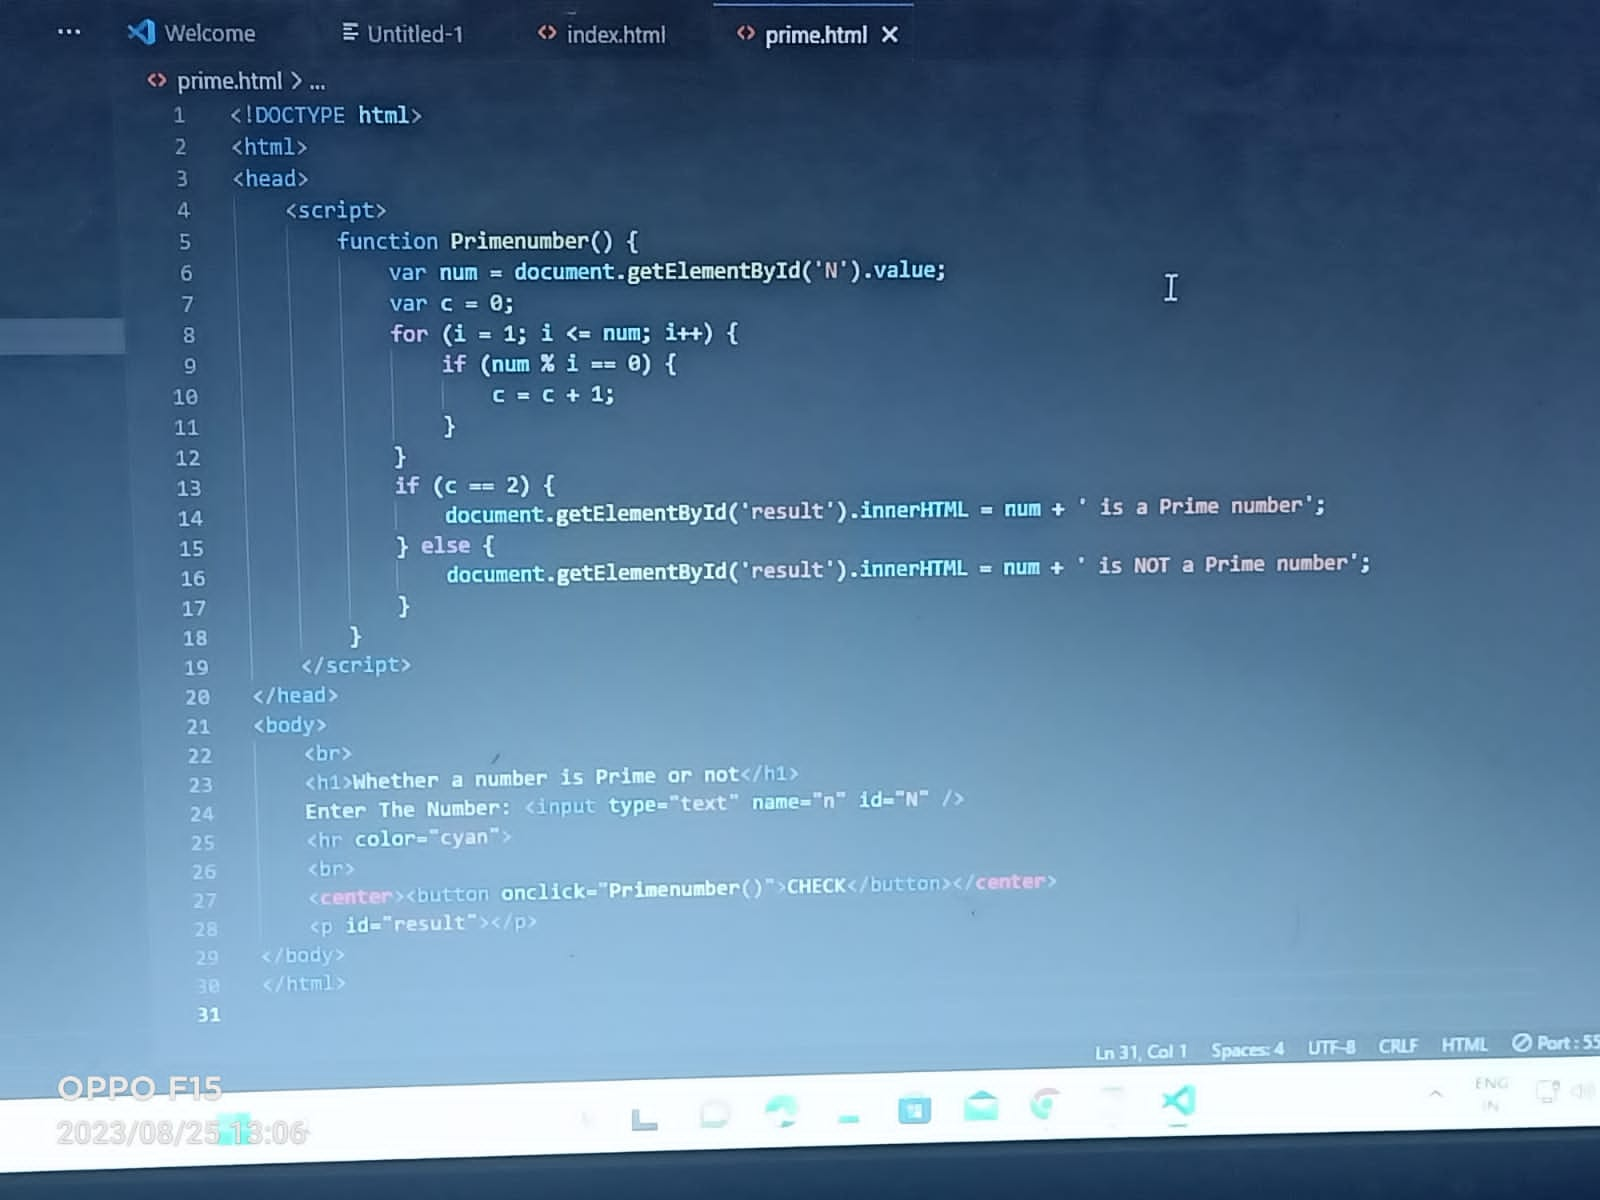 ... Welcome Untitled-1 <> index.html <> prime.html ×
<> prime.html > ...
1 <!DOCTYPE html>
2 <html>
3 <head>
4 <script>
5 function Primenumber() {
6 var num = document.getElementById('N').value;
7 var c = 0;
8 for (i = 1; i <= num; i++) {
9 if (num % i == 0) {
10 c = c + 1;
11 }
12 }
13 if (c == 2) {
14 document.getElementById('result').innerHTML = num + ' is a Prime number';
15 } else {
16 document.getElementById('result').innerHTML = num + ' is NOT a Prime number';
17 }
18 }
19 </script>
20 </head>
21 <body>
22 <br>
23 <h1>Whether a number is Prime or not</h1>
24 Enter The Number: <input type="text" name="n" id="N" />
25 <hr color="cyan">
26 <br>
27 <center><button onclick="Primenumber()">CHECK</button></center>
28 <p id="result"></p>
29 </body>
30 </html>
31
Ln 31, Col 1 Spaces: 4 UTF-8 CRLF HTML Port : 55
ENG
IN
OPPO F15
2023/08/25 13:06